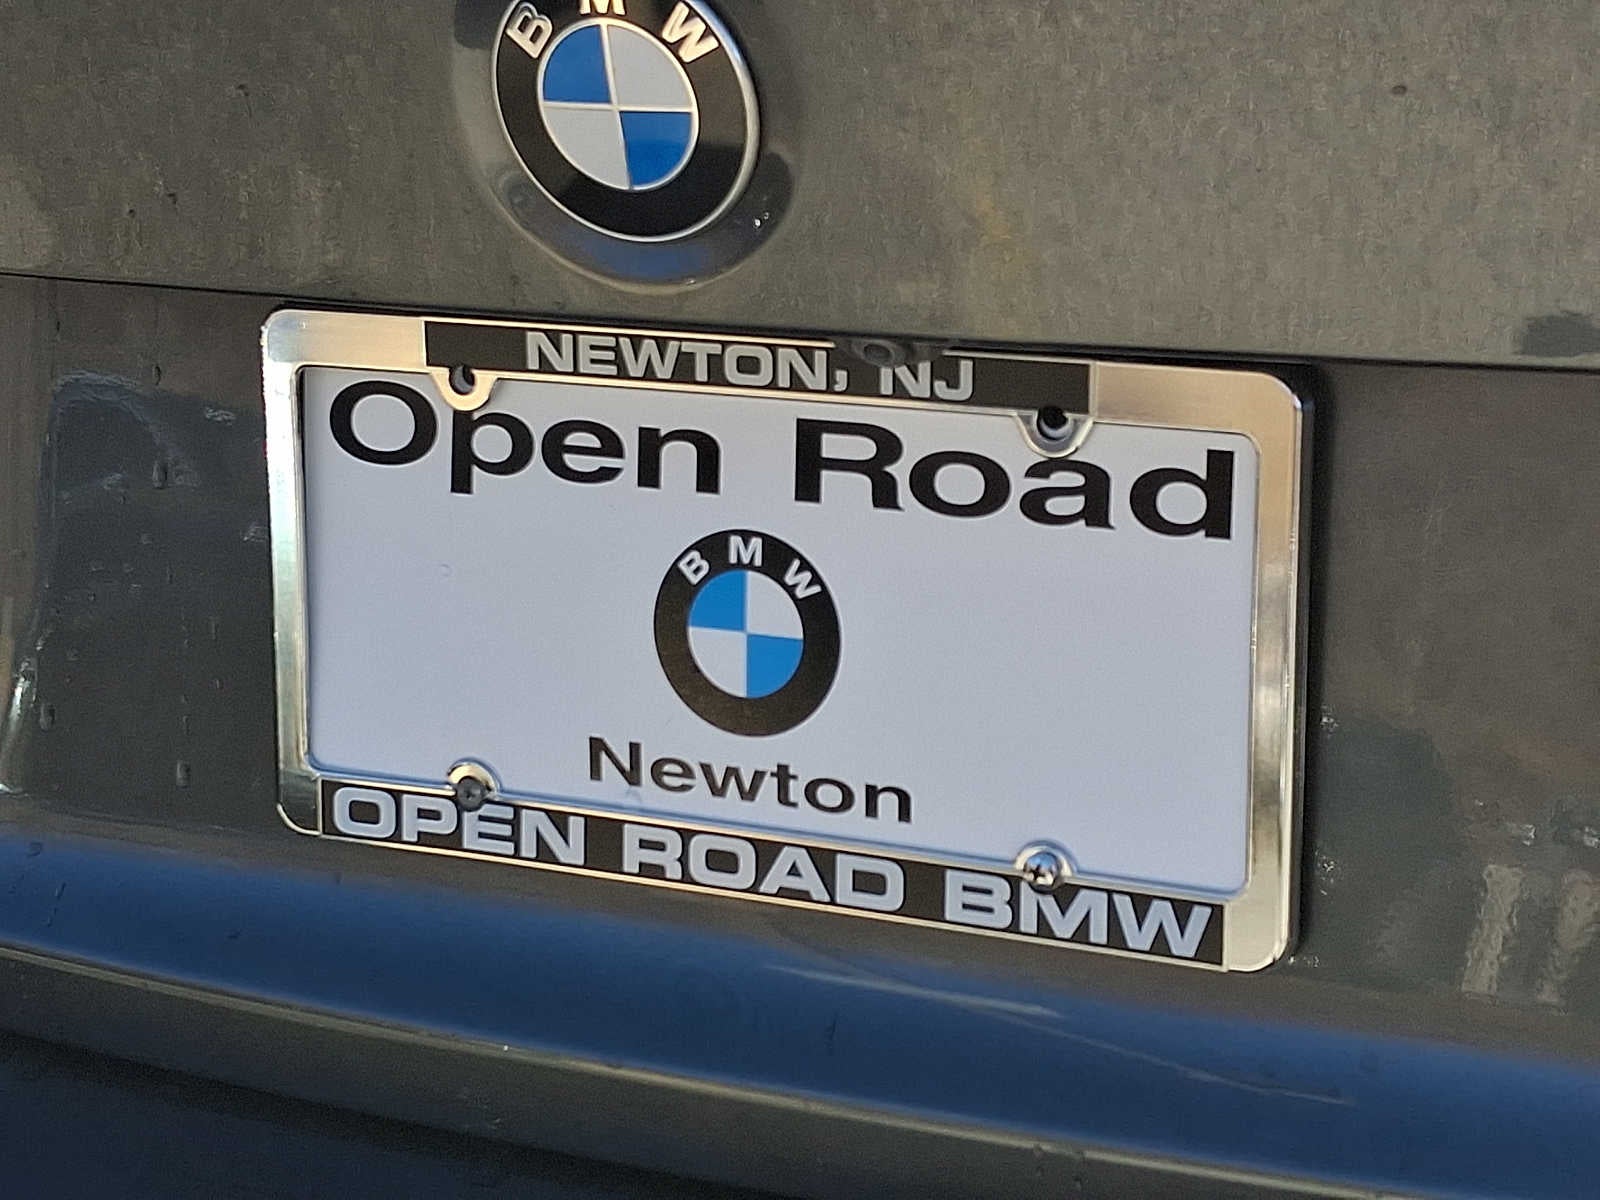 BMW
NEWTON, NJ
Open Road
BMW
Newton
OPEN ROAD BMW